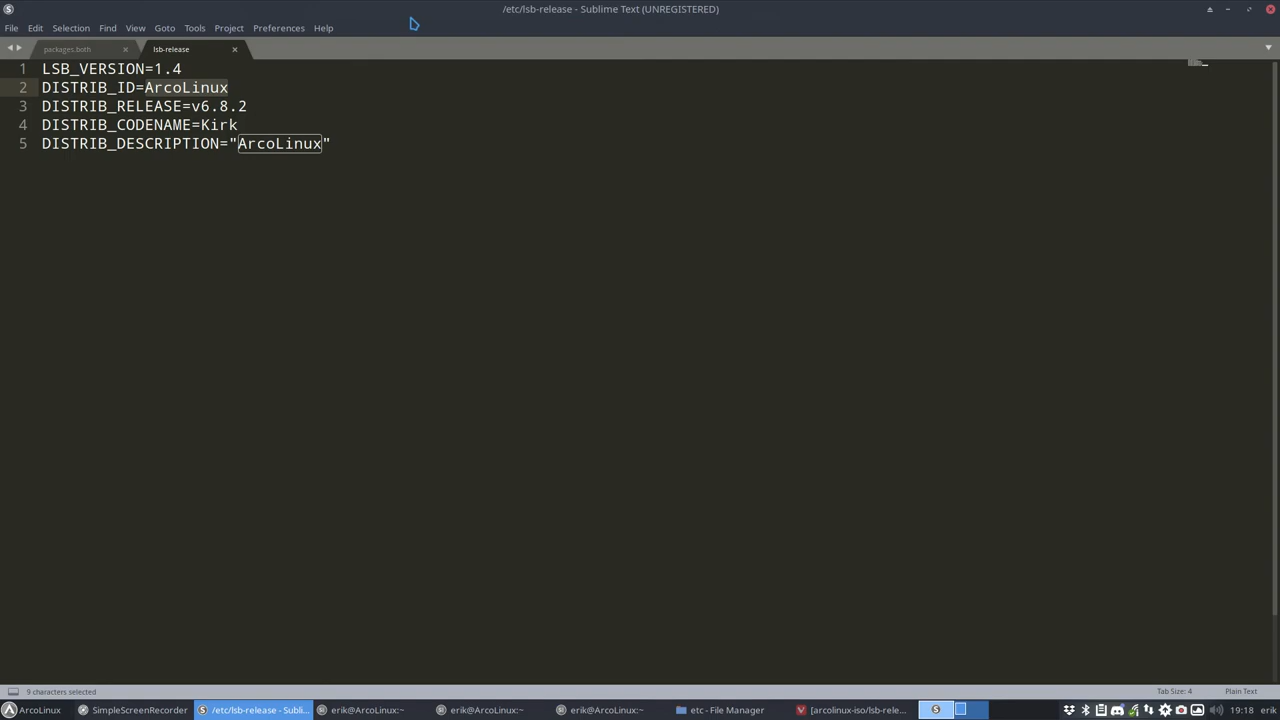 /etc/lsb-release - Sublime Text (UNREGISTERED)
File Edit Selection Find View Goto Tools Project Preferences Help
packages.both lsb-release
1 LSB_VERSION=1.4
2 DISTRIB_ID=ArcoLinux
3 DISTRIB_RELEASE=v6.8.2
4 DISTRIB_CODENAME=Kirk
5 DISTRIB_DESCRIPTION="ArcoLinux"
9 characters selected Tab Size: 4 Plain Text
ArcoLinux SimpleScreenRecorder /etc/lsb-release - Subli... erik@ArcoLinux:~ erik@ArcoLinux:~ erik@ArcoLinux:~ etc - File Manager [arcolinux-iso/lsb-rele... 19:18 erik